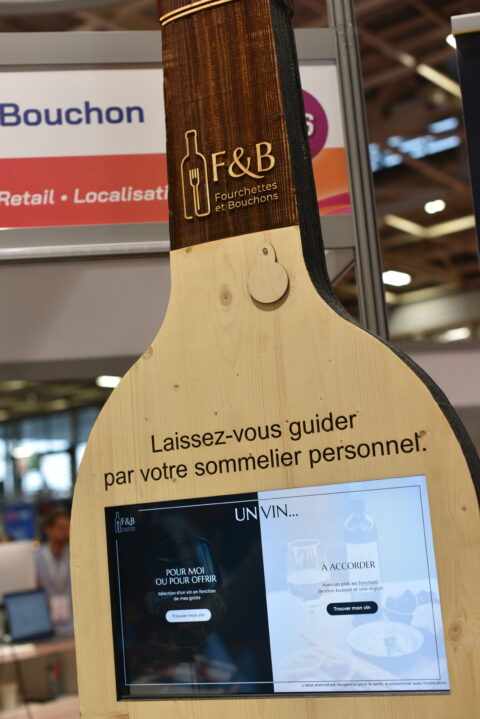 Bouchon
6
Retail • Localisati
F&B
Fourchettes
et Bouchons
Laissez-vous guider
par votre sommelier personnel.
F&B
UN VIN...
POUR MOI
OU POUR OFFRIR
Sélection d'un vin en fonction
de mes goûts
Trouver mon vin
À ACCORDER
Avec un plat, en fonction
de mon budget et une région
Trouver mon vin
L'abus d'alcool est dangereux pour la santé, à consommer avec modération.